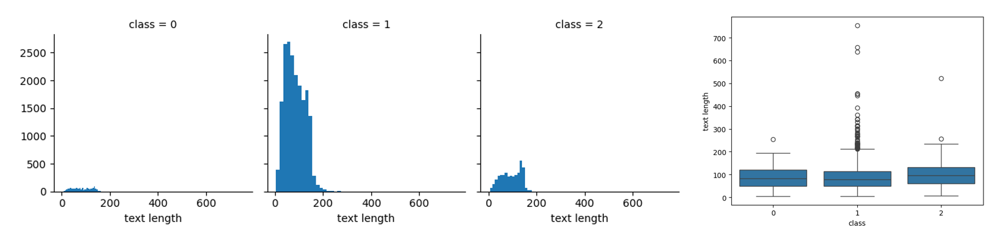 class = 0
2500
2000
1500
1000
500
0
0 200 400 600
text length
class = 1
0 200 400 600
text length
class = 2
0 200 400 600
text length
700
600
500
400
300
200
100
0
text length
0 1 2
class